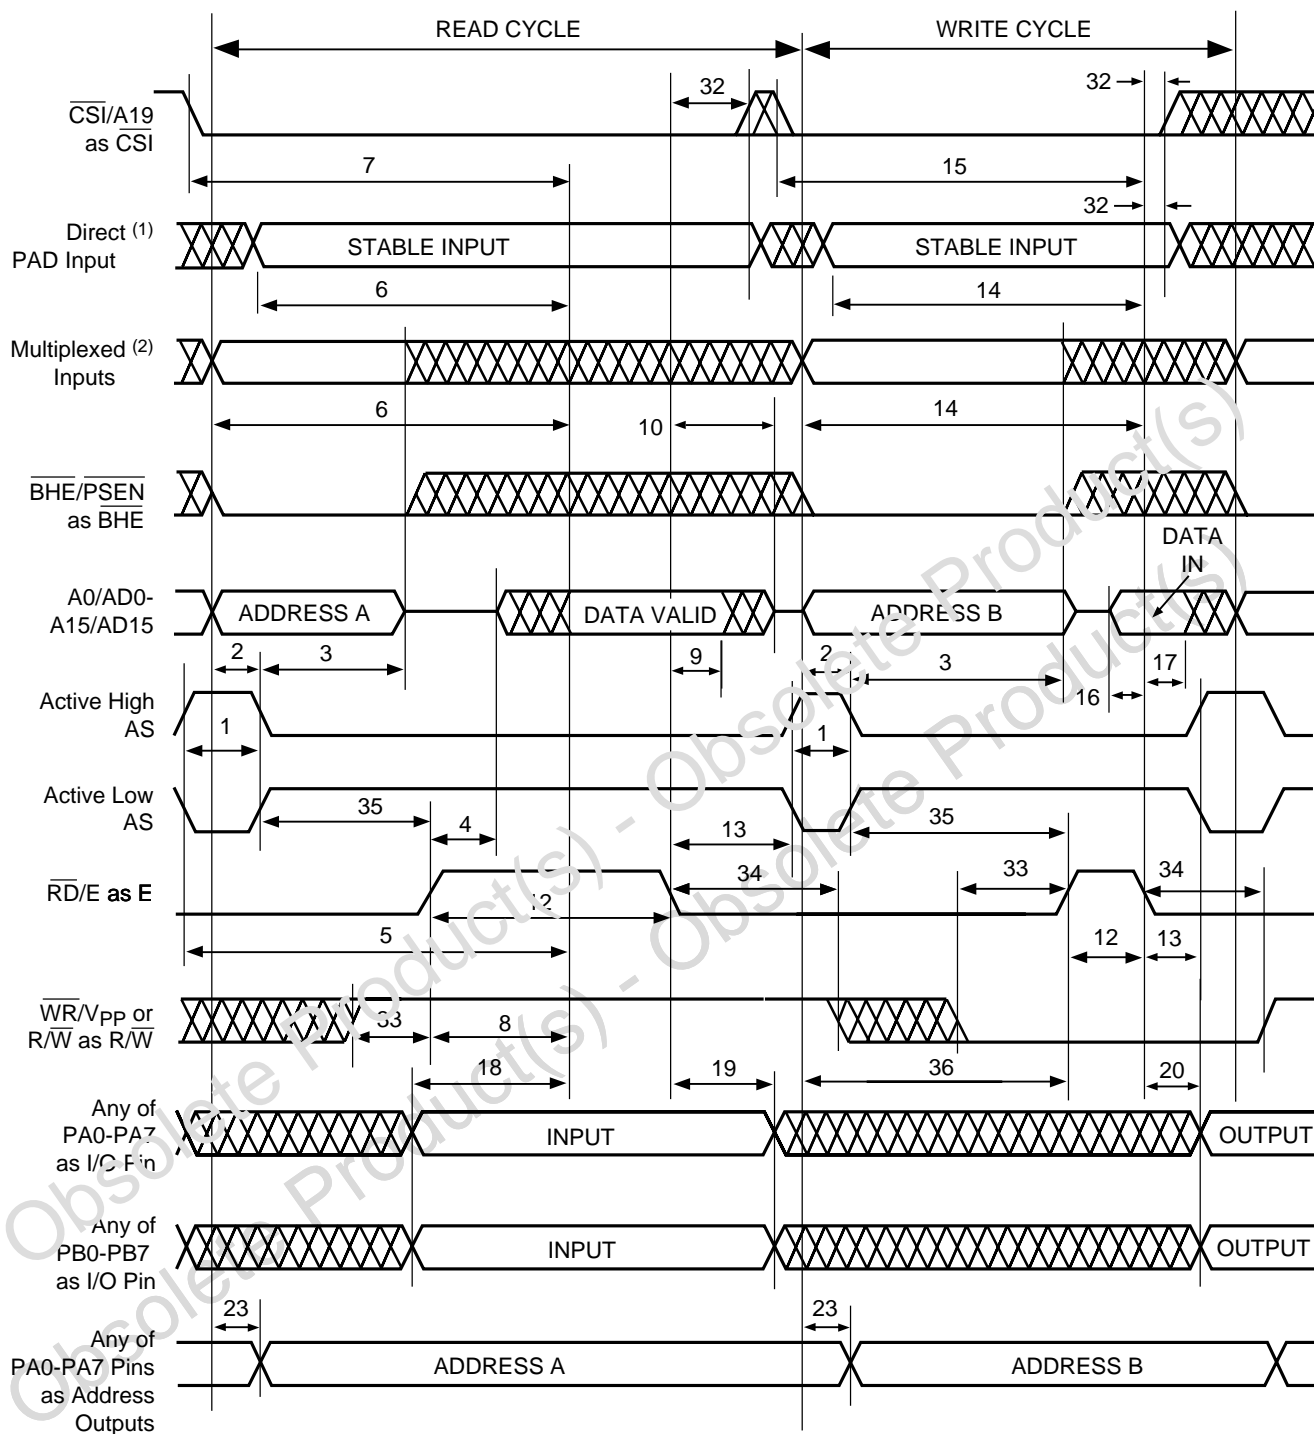 READ CYCLE
WRITE CYCLE
32
32
CSI/A19
as CSI
7
15
32
Direct (1)
PAD Input
STABLE INPUT
STABLE INPUT
6
14
Multiplexed (2)
Inputs
6
10
14
BHE/PSEN
as BHE
DATA
IN
A0/AD0-
A15/AD15
ADDRESS A
DATA VALID
ADDRESS B
2
3
9
2
3
17
16
Active High
AS
1
1
Active Low
AS
35
4
13
35
34
33
34
RD/E as E
12
5
12
13
WR/VPP or
R/W as R/W
33
8
18
19
36
20
Any of
PA0-PA7
as I/O Pin
INPUT
OUTPUT
Any of
PB0-PB7
as I/O Pin
INPUT
OUTPUT
23
23
Any of
PA0-PA7 Pins
as Address
Outputs
ADDRESS A
ADDRESS B
Obsolete Product(s) - Obsolete Product(s)
Obsolete Product(s) - Obsolete Product(s)